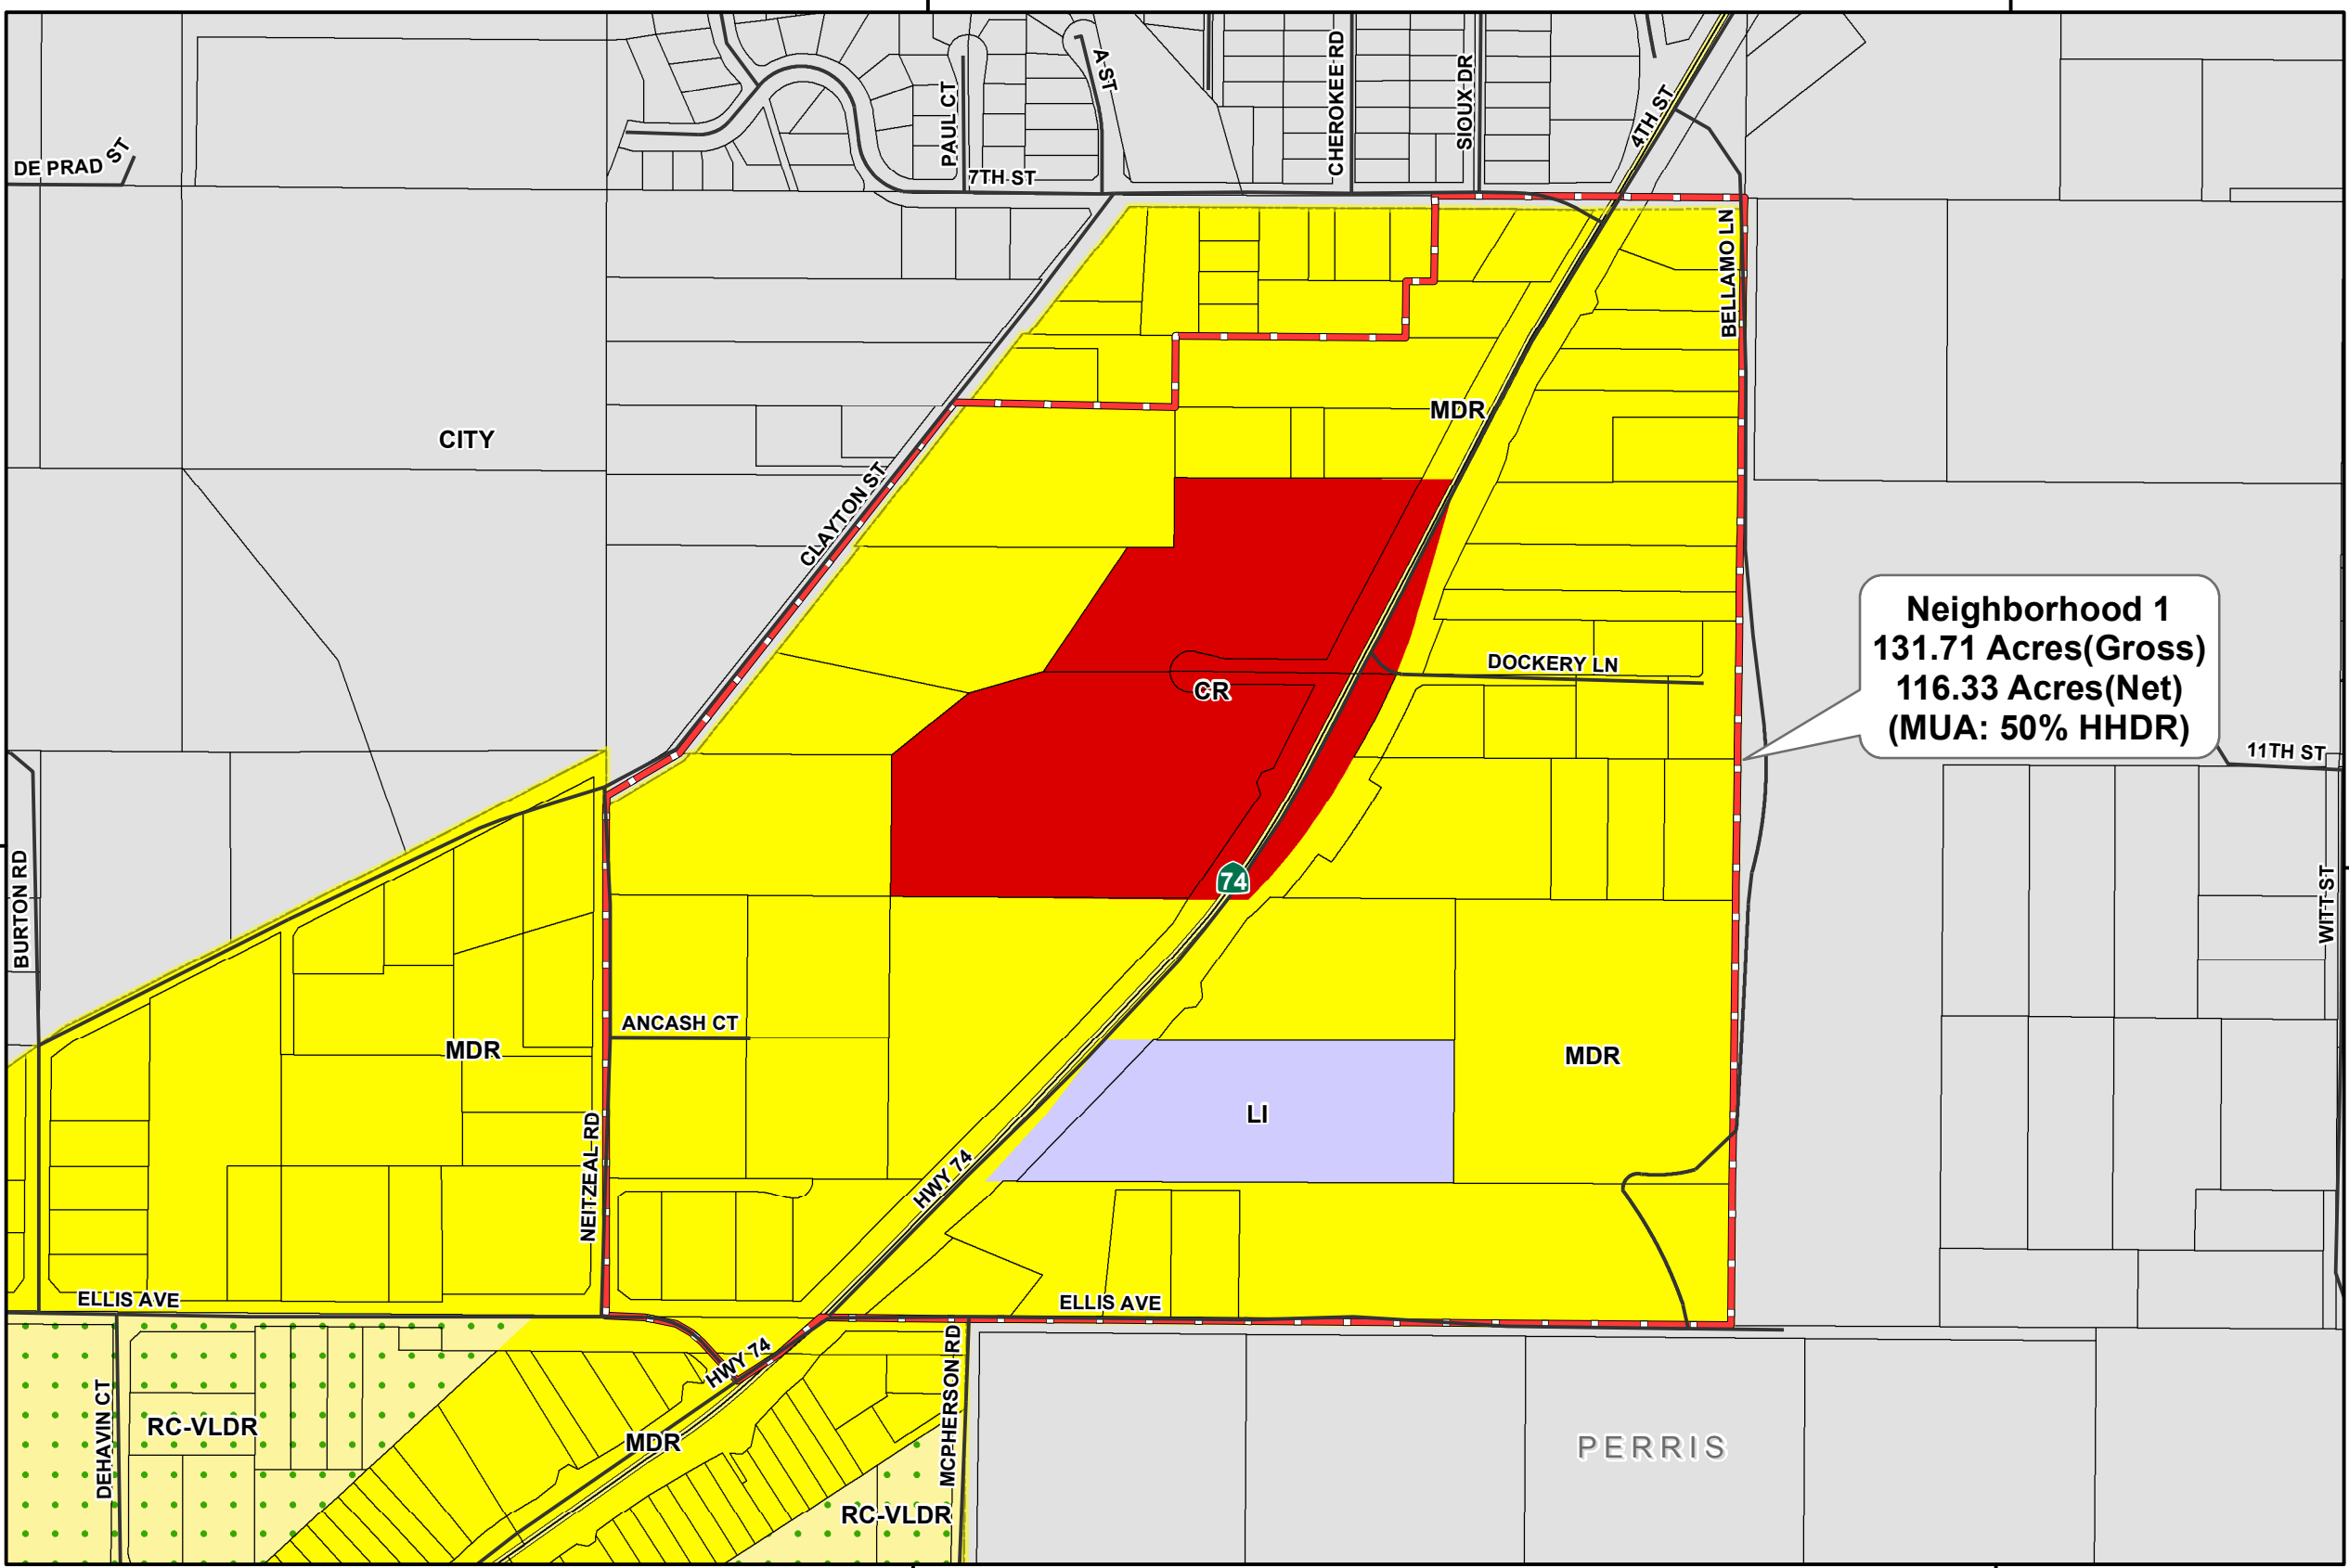 DE PRAD ST
PAUL CT
A ST
CHEROKEE RD
SIOUX DR
4TH ST
7TH ST
BELLAMO LN
CITY
MDR
CLAYTON ST
Neighborhood 1
131.71 Acres(Gross)
116.33 Acres(Net)
(MUA: 50% HHDR)
DOCKERY LN
CR
11TH ST
BURTON RD
74
WITT ST
ANCASH CT
MDR
MDR
LI
NEITZEAL RD
HWY 74
ELLIS AVE
ELLIS AVE
HWY 74
MCPHERSON RD
DEHAVIN CT
RC-VLDR
MDR
PERRIS
RC-VLDR